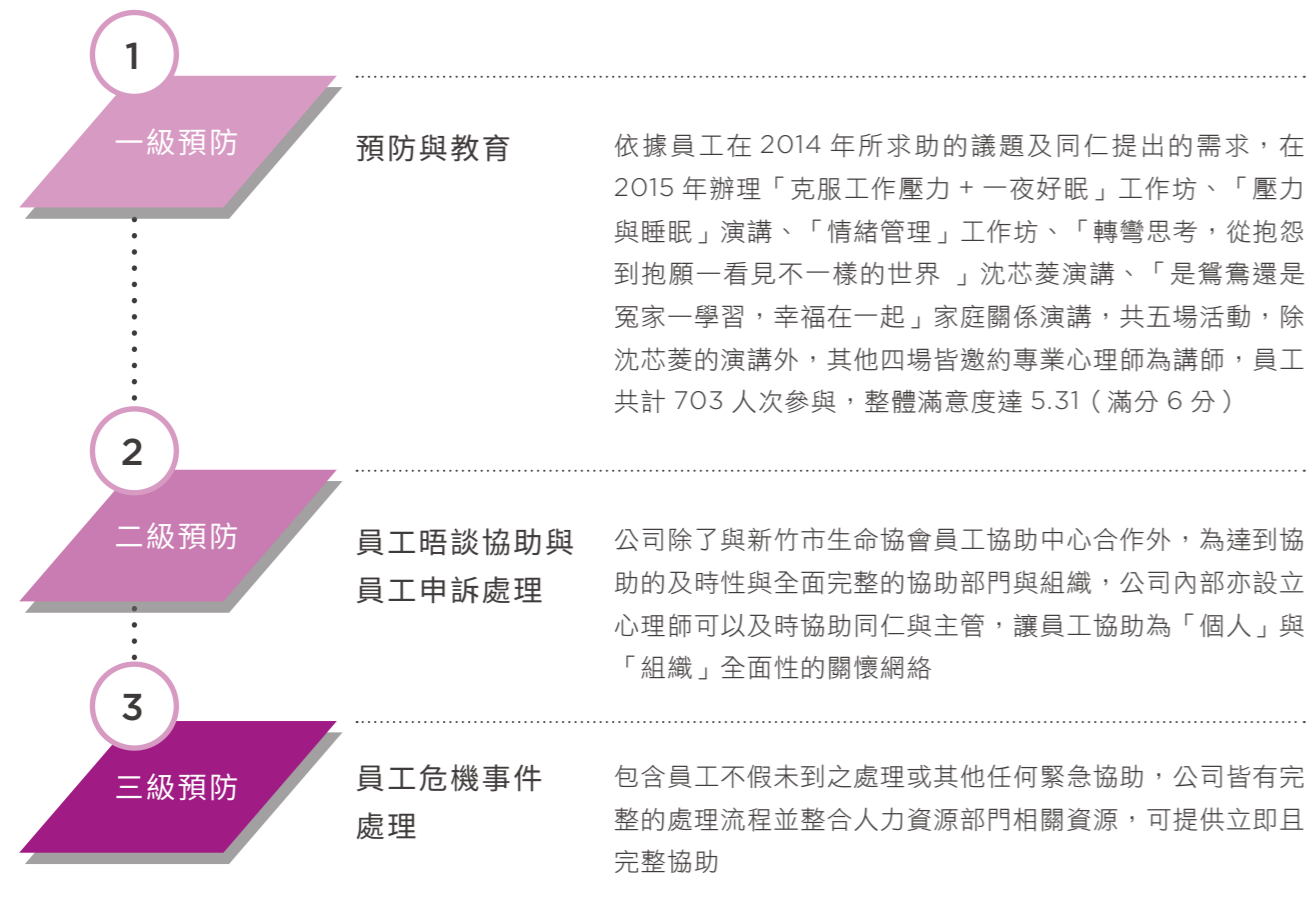 1
一級預防
預防與教育
依據員工在 2014 年所求助的議題及同仁提出的需求，在
2015 年辦理「克服工作壓力 + 一夜好眠」工作坊、「壓力
與睡眠」演講、「情緒管理」工作坊、「轉彎思考，從抱怨
到抱願一看見不一樣的世界 」沈芯菱演講、「是鴛鴦還是
冤家一學習，幸福在一起」家庭關係演講，共五場活動，除
沈芯菱的演講外，其他四場皆邀約專業心理師為講師，員工
共計 703 人次參與，整體滿意度達 5.31（滿分 6 分）
2
二級預防
員工晤談協助與
員工申訴處理
公司除了與新竹市生命協會員工協助中心合作外，為達到協
助的及時性與全面完整的協助部門與組織，公司內部亦設立
心理師可以及時協助同仁與主管，讓員工協助為「個人」與
「組織」全面性的關懷網絡
3
三級預防
員工危機事件
處理
包含員工不假未到之處理或其他任何緊急協助，公司皆有完
整的處理流程並整合人力資源部門相關資源，可提供立即且
完整協助